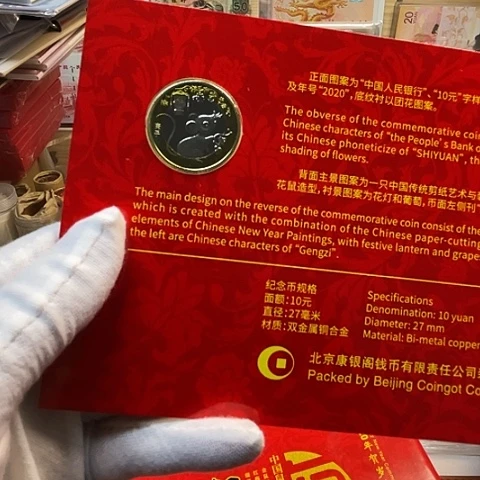 正面图案为"中国人民银行"、"10元"字样
及年号"2020",底纹衬以团花图案。
The obverse of the commemorative coin
Chinese characters of "the People's Bank of
its Chinese phoneticize of "SHIYUAN", the
shading of flowers.
背面主景图案为一只中国传统剪纸艺术与
花鼠造型,衬景图案为花灯和葡萄,币面左侧刊"
The main design on the reverse of the commemorative coin consist of the
which is created with the combination of the Chinese paper-cutting
elements of Chinese New Year Paintings, with festive lantern and grapes
the left are Chinese characters of "Gengzi".
纪念币规格
面额:10元
直径:27毫米
材质:双金属铜合金
Specifications
Denomination: 10 yuan
Diameter: 27 mm
Material: Bi-metal copper
北京康银阁钱币有限责任公司
Packed by Beijing Coingot Co